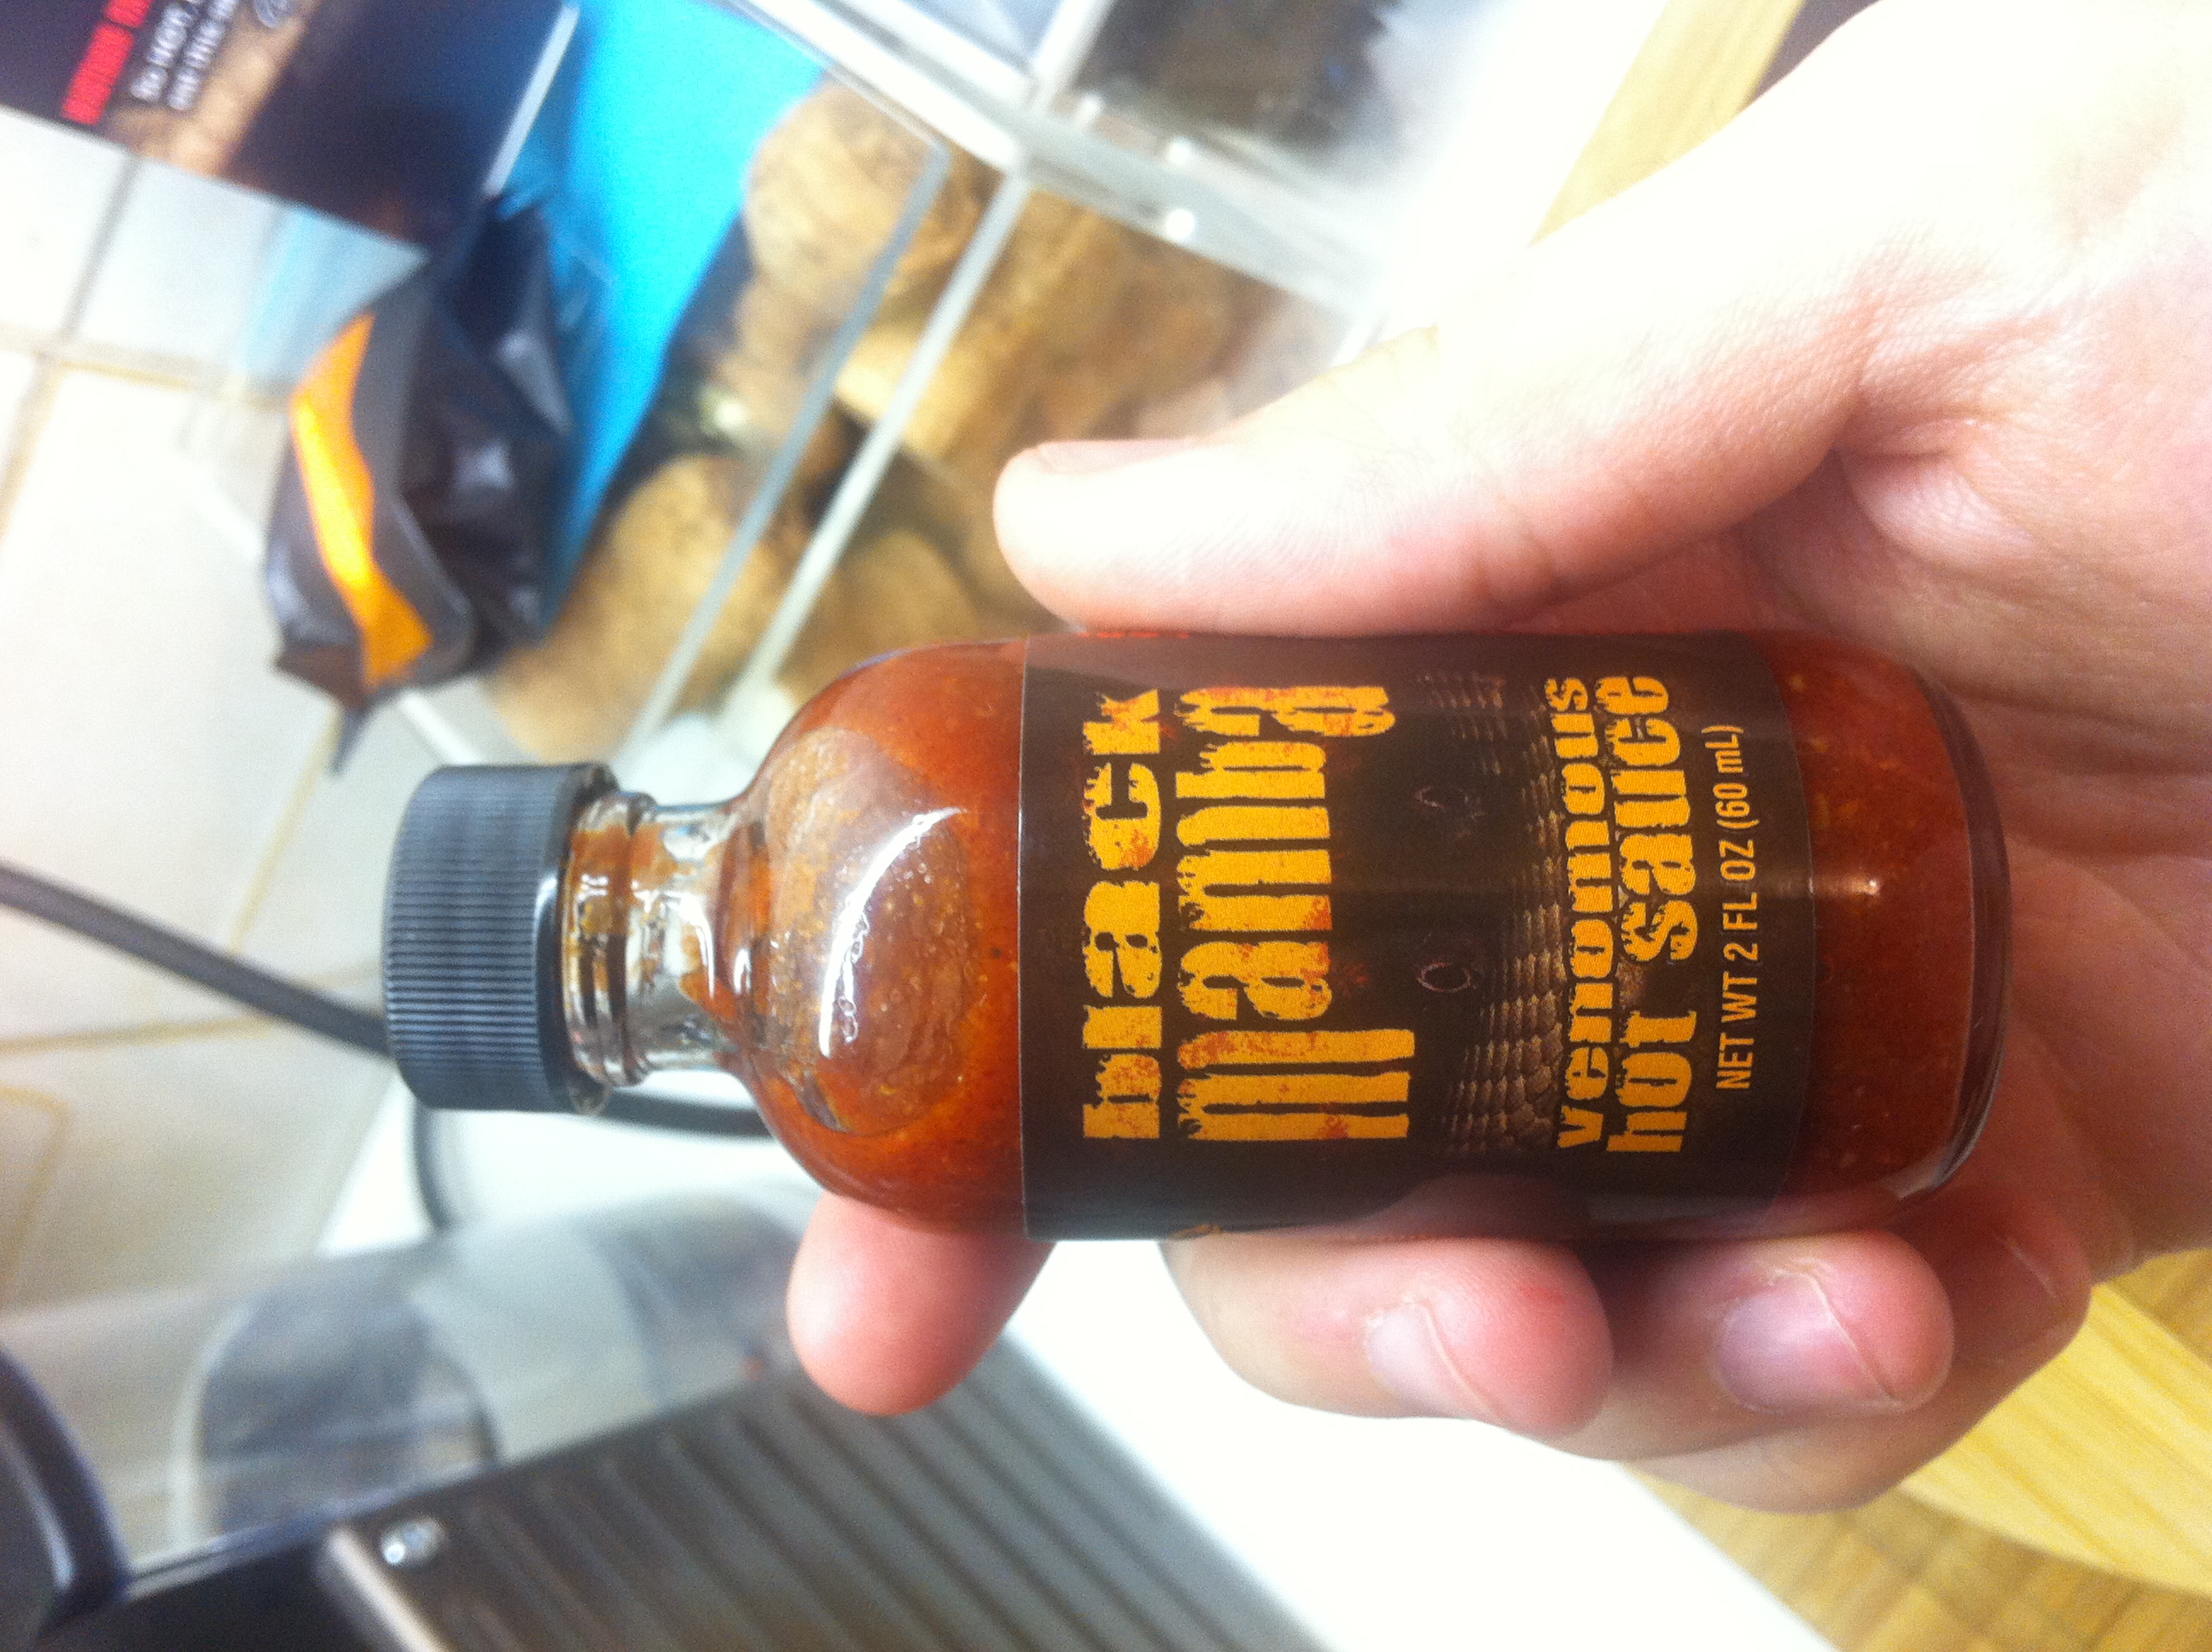 black
mamba
venomous
hot sauce
NET WT 2 FL OZ (60 mL)